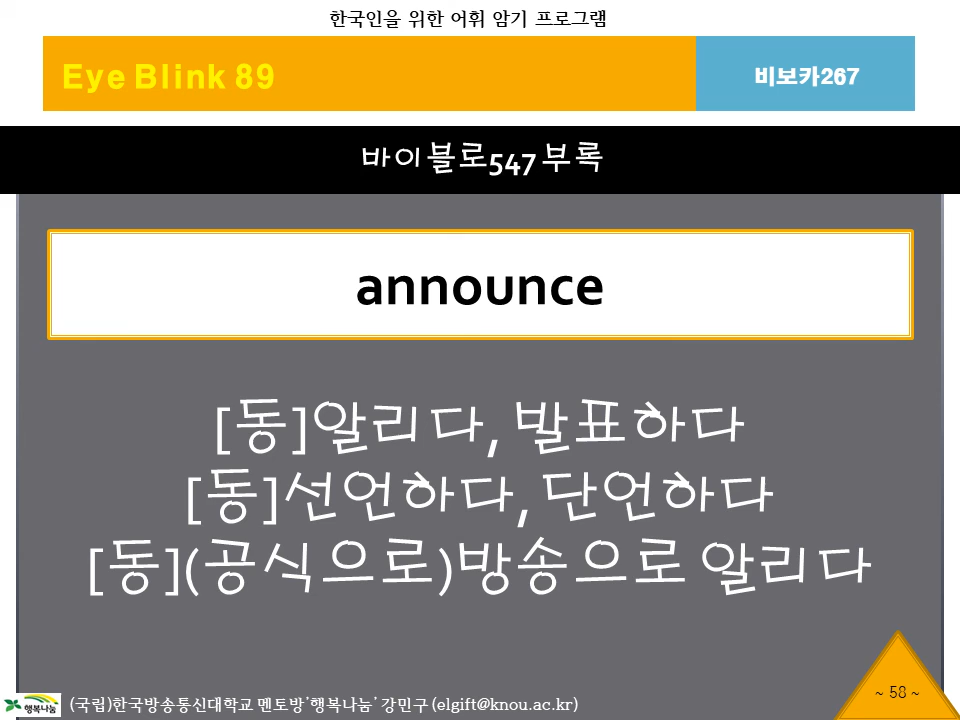 한국인을 위한 어휘 암기 프로그램
Eye Blink 89
비보카267
바이블로547 부록
announce
[동]알리다, 발표하다
[동]선언하다, 단언하다
[동](공식으로)방송으로 알리다
~ 58 ~
행복나눔
(국립)한국방송통신대학교 멘토방'행복나눔' 강민구 (elgift@knou.ac.kr)